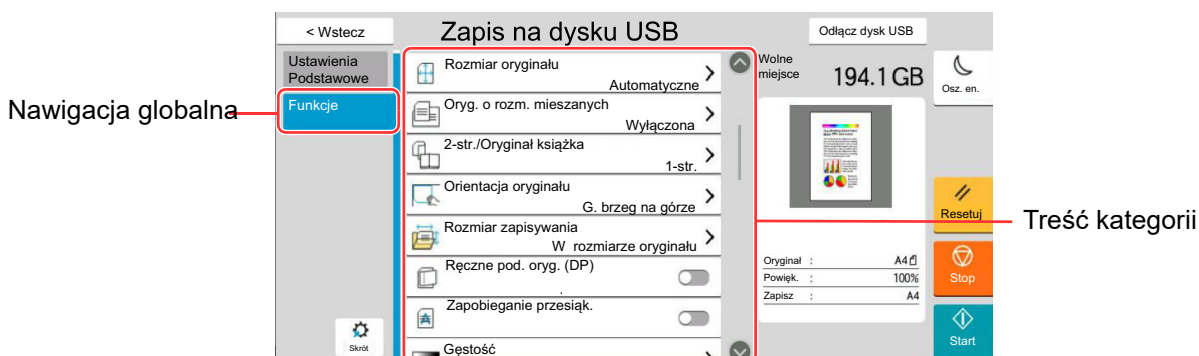 < Wstecz
Zapis na dysku USB
Odłącz dysk USB
Ustawienia
Podstawowe
Funkcje
Nawigacja globalna
Rozmiar oryginału
Automatyczne
Oryg. o rozm. mieszanych
Wyłączona
2-str./Oryginał książka
1-str.
Orientacja oryginału
G. brzeg na górze
Rozmiar zapisywania
W rozmiarze oryginału
Ręczne pod. oryg. (DP)
.
Zapobieganie przesiąk.
Gęstość
Skrót
Wolne
miejsce
194.1 GB
Oryginał : A4
Powięk. : 100%
Zapisz : A4
Osz. en.
Resetuj
Stop
Start
Treść kategorii